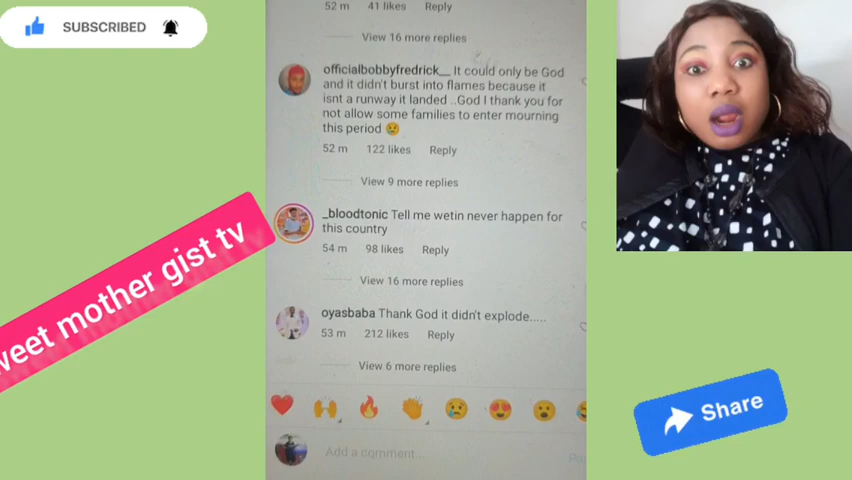 SUBSCRIBED
52 m 41 likes Reply
View 16 more replies
officialbobbyfredrick__ It could only be God
and it didn't burst into flames because it
isnt a runway it landed ..God I thank you for
not allow some families to enter mourning
this period 😢
52 m 122 likes Reply
View 9 more replies
_bloodtonic Tell me wetin never happen for
this country
54 m 98 likes Reply
View 16 more replies
oyasbaba Thank God it didn't explode.....
53 m 212 likes Reply
View 6 more replies
Add a comment...
weet mother gist tv
Share